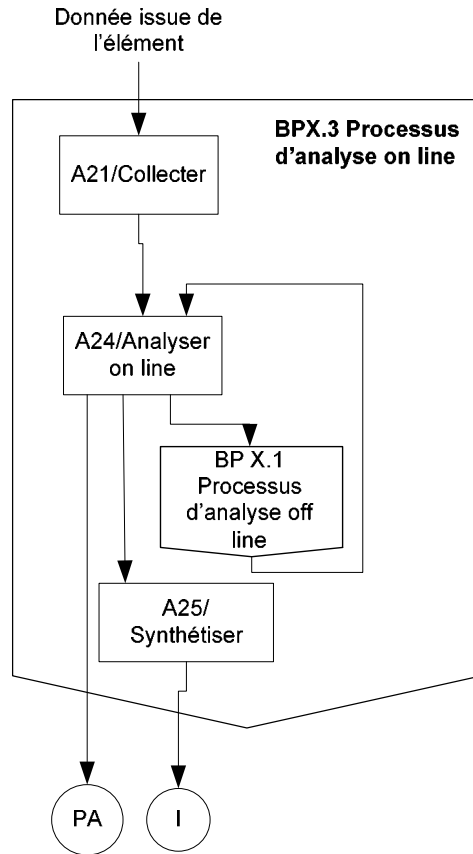 Donnée issue de
l'élément
BPX.3 Processus
d'analyse on line
A21/Collecter
A24/Analyser
on line
BP X.1
Processus
d'analyse off
line
A25/
Synthétiser
PA
I